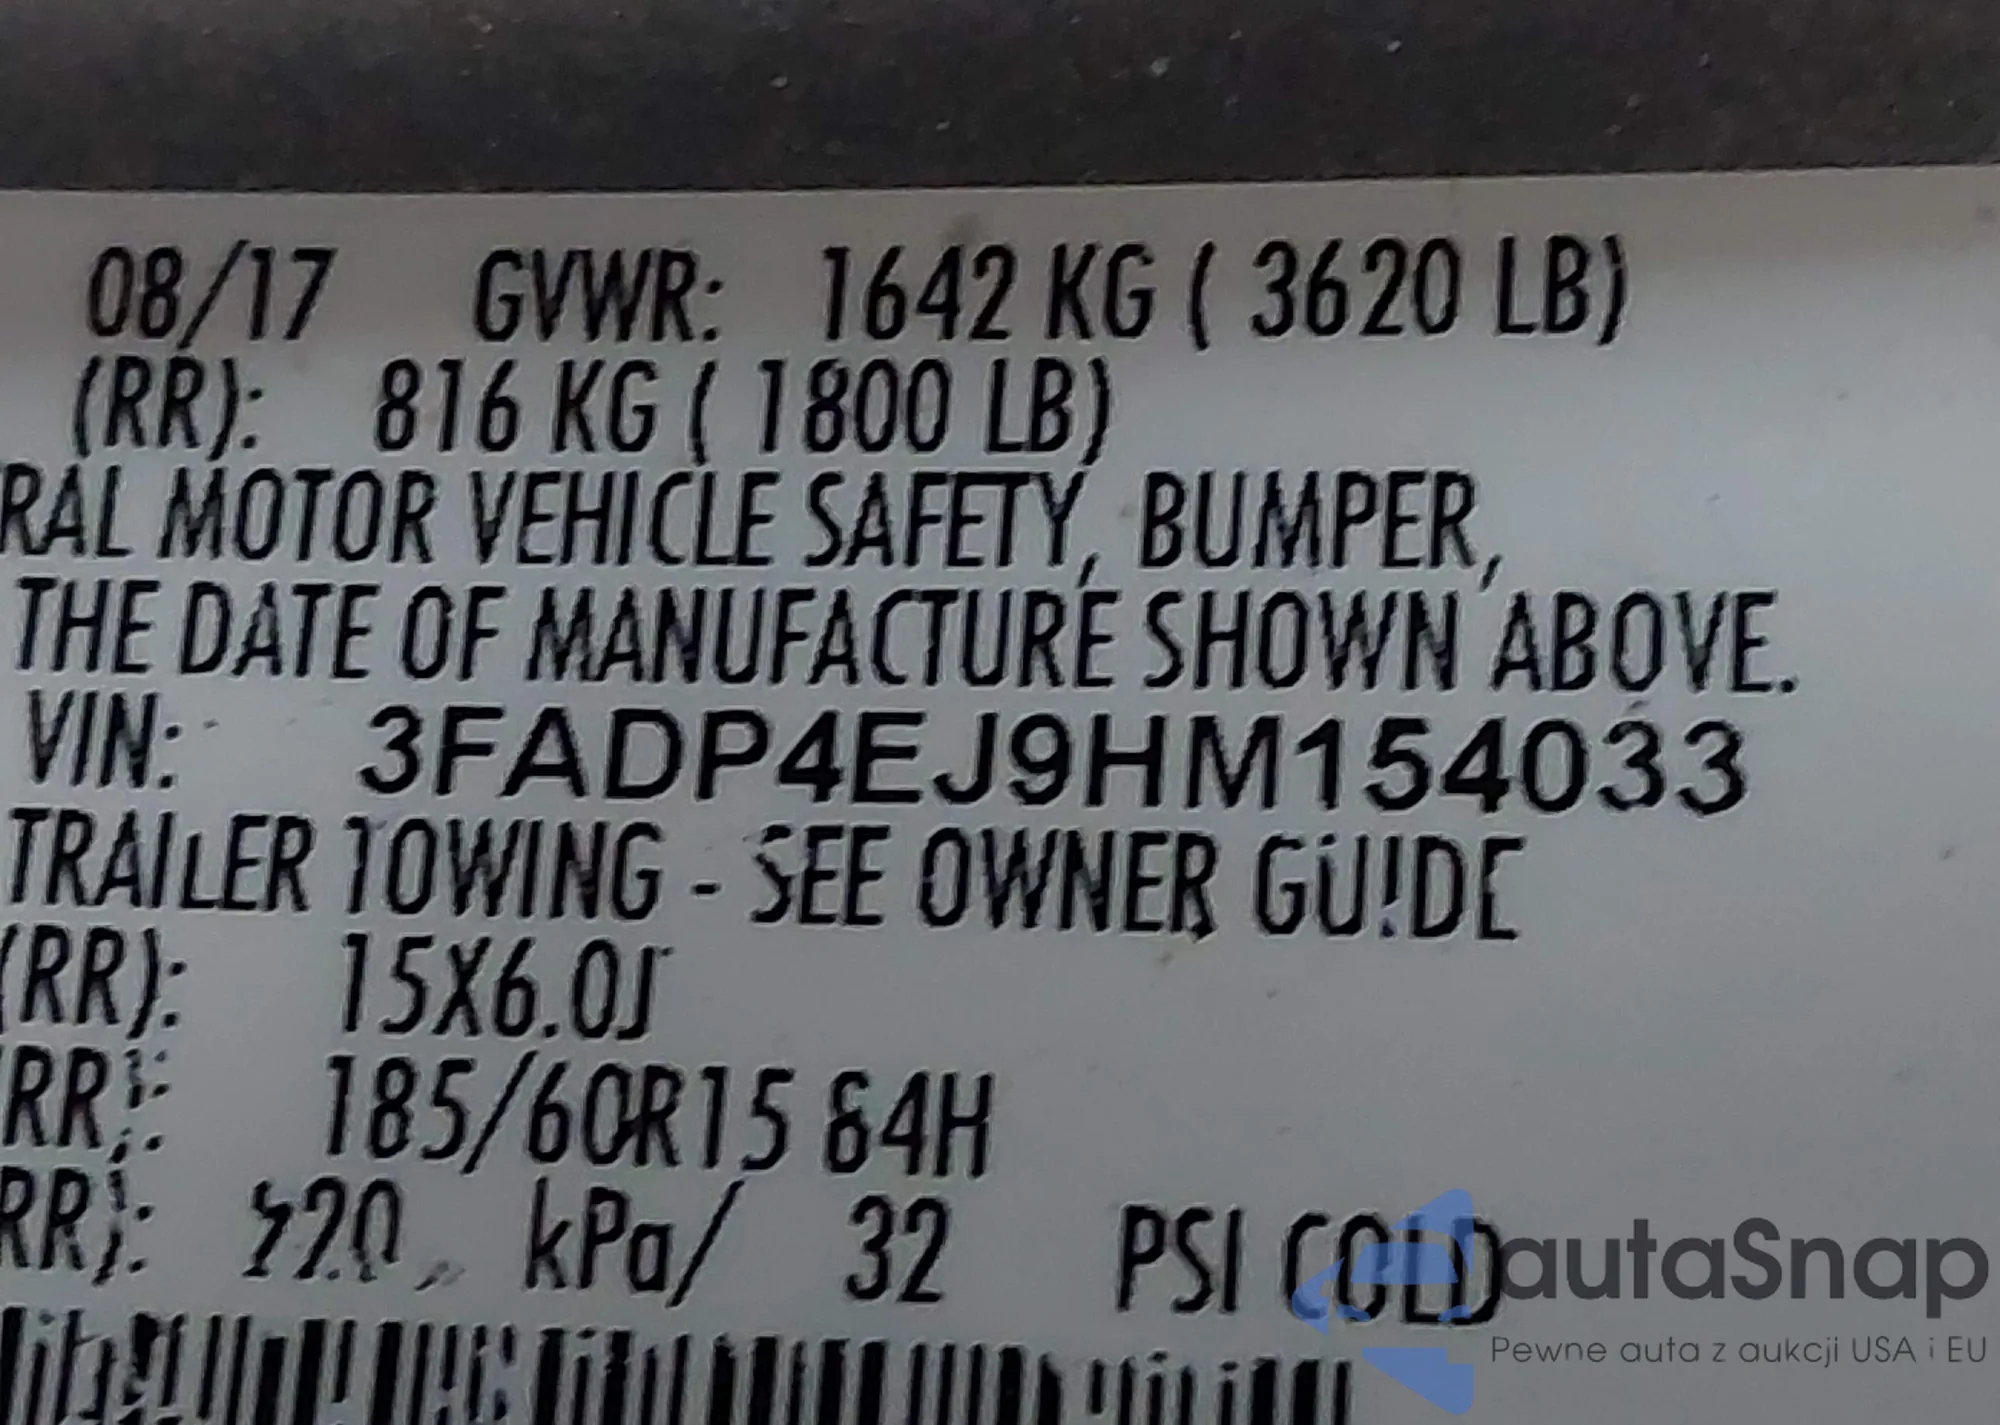 08/17 GVWR: 1642 KG ( 3620 LB)
(RR): 816 KG ( 1800 LB)
RAL MOTOR VEHICLE SAFETY, BUMPER,
THE DATE OF MANUFACTURE SHOWN ABOVE.
VIN: 3FADP4EJ9HM154033
TRAILER TOWING - SEE OWNER GUIDE
(RR): 15X6.0J
RR): 185/60R15 84H
RR): 220 kPa/ 32 PSI COLD
autaSnap
Pewne auta z aukcji USA i EU